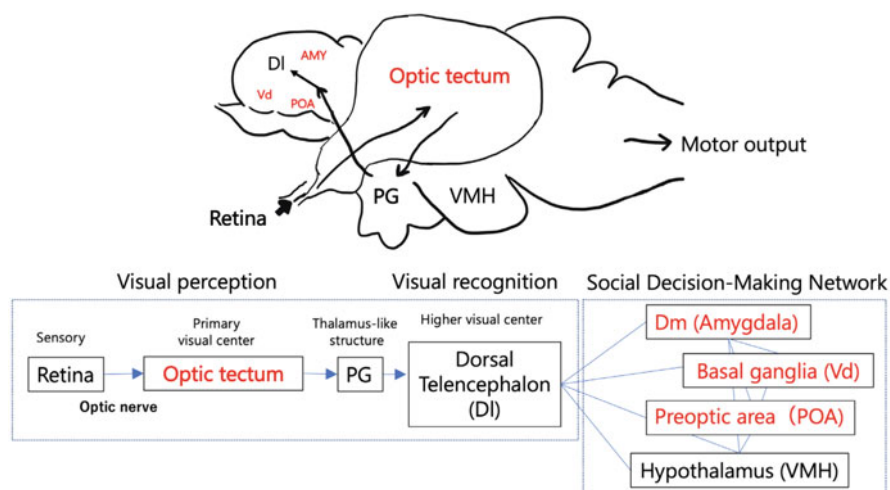 AMY
Dl
Optic tectum
Vd
POA
Motor output
PG
VMH
Retina
Visual perception
Visual recognition
Social Decision-Making Network
Sensory
Primary
visual center
Thalamus-like
structure
Higher visual center
Retina
Optic nerve
Optic tectum
PG
Dorsal
Telencephalon
(Dl)
Dm (Amygdala)
Basal ganglia (Vd)
Preoptic area（POA）
Hypothalamus (VMH)